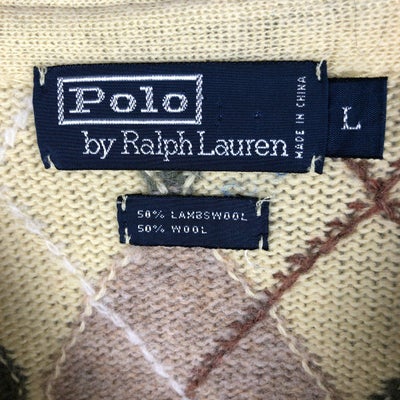 Polo
by Ralph Lauren
MADE IN CHINA
L
50% LAMBSWOOL
50% WOOL